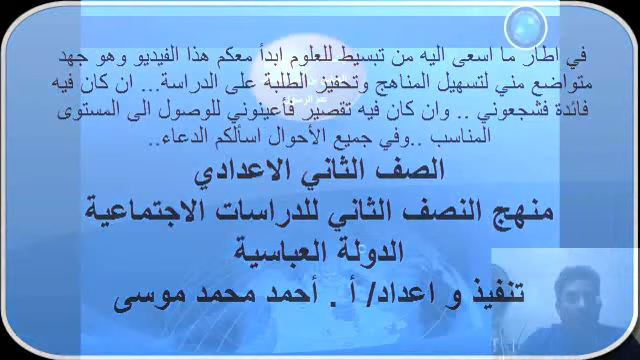 في اطار ما اسعى اليه من تبسيط للعلوم ابدأ معكم هذا الفيديو وهو جهد
متواضع مني لتسهيل المناهج وتحفيز الطلبة على الدراسة... ان كان فيه
فائدة فشجعوني .. وان كان فيه تقصير فأعينوني للوصول الى المستوى
المناسب ..وفي جميع الأحوال اسألكم الدعاء..
الصف الثاني الاعدادي
منهج النصف الثاني للدراسات الاجتماعية
الدولة العباسية
تنفيذ و اعداد/ أ . أحمد محمد موسى